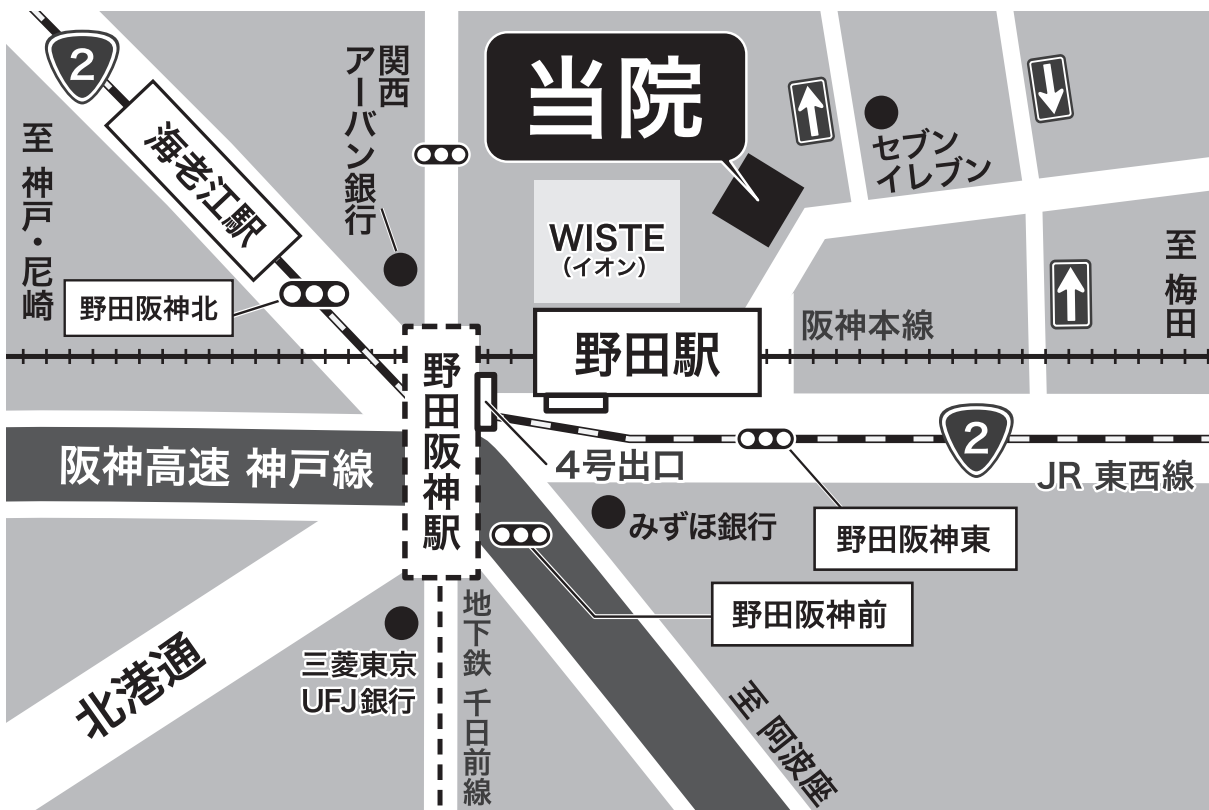 2
当院
関西
アーバン銀行
海老江駅
至 神戸・尼崎
セブン
イレブン
WISTE
(イオン)
至 梅田
野田阪神北
野田阪神駅
野田駅
阪神本線
2
阪神高速 神戸線
4号出口
JR 東西線
みずほ銀行
野田阪神東
野田阪神前
地下鉄 千日前線
三菱東京
UFJ銀行
北港通
至 阿波座